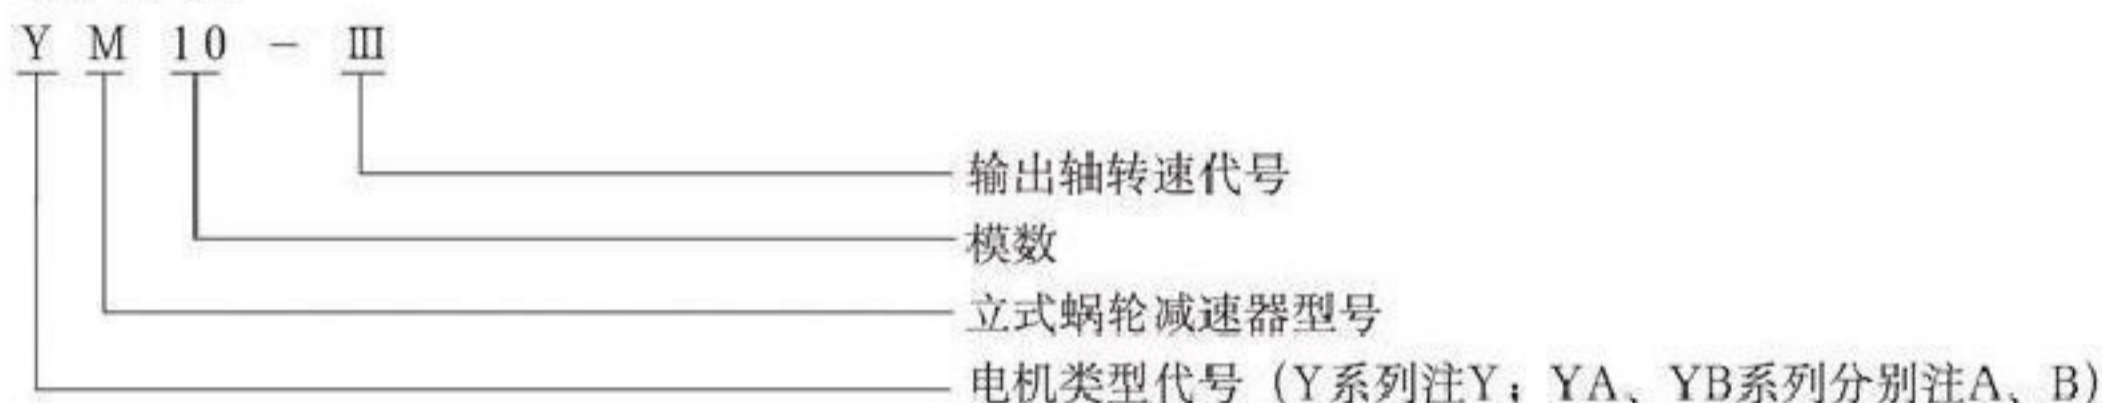 Y M 10 - Ⅲ
输出轴转速代号
模数
立式蜗轮减速器型号
电机类型代号（Y系列注Y；YA、YB系列分别注A、B）